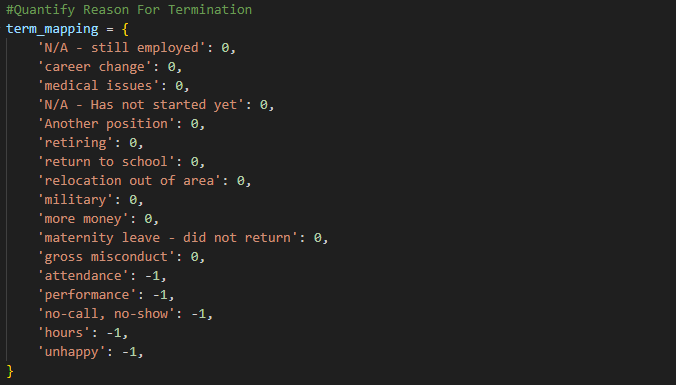 #Quantify Reason For Termination
term_mapping = {
    'N/A - still employed': 0,
    'career change': 0,
    'medical issues': 0,
    'N/A - Has not started yet': 0,
    'Another position': 0,
    'retiring': 0,
    'return to school': 0,
    'relocation out of area': 0,
    'military': 0,
    'more money': 0,
    'maternity leave - did not return': 0,
    'gross misconduct': 0,
    'attendance': -1,
    'performance': -1,
    'no-call, no-show': -1,
    'hours': -1,
    'unhappy': -1,
}